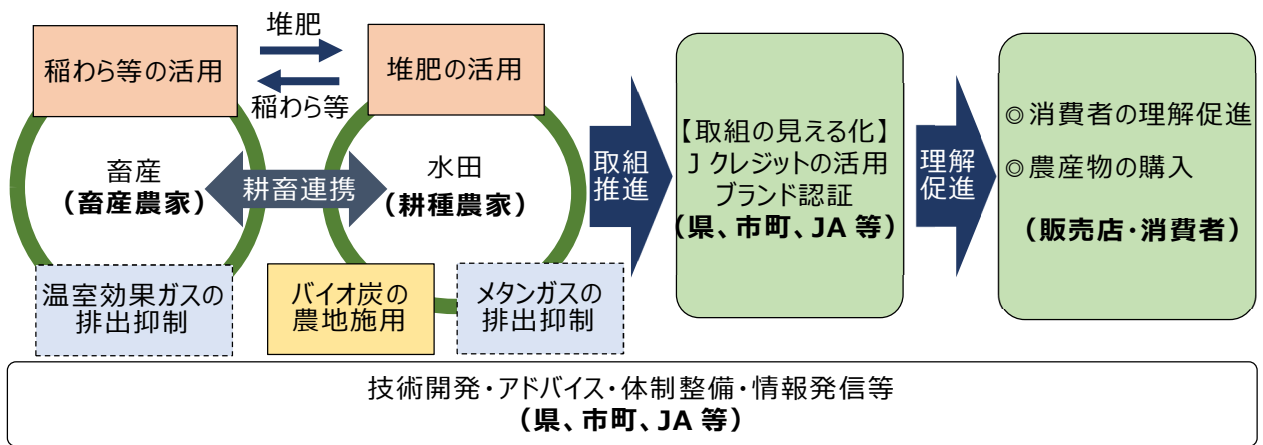 堆肥
稲わら等の活用
堆肥の活用
稲わら等
畜産
（畜産農家）
耕畜連携
水田
（耕種農家）
温室効果ガスの
排出抑制
バイオ炭の
農地施用
メタンガスの
排出抑制
取組
推進
【取組の見える化】
Jクレジットの活用
ブランド認証
（県、市町、JA 等）
理解
促進
◎消費者の理解促進
◎農産物の購入
（販売店・消費者）
技術開発・アドバイス・体制整備・情報発信等
（県、市町、JA 等）